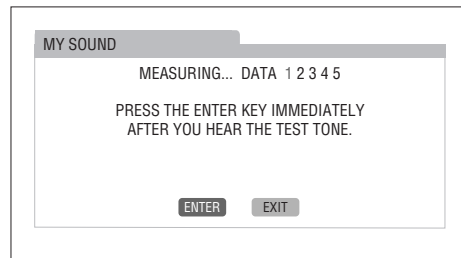 MY SOUND
MEASURING... DATA 1 2 3 4 5
PRESS THE ENTER KEY IMMEDIATELY
AFTER YOU HEAR THE TEST TONE.
ENTER EXIT